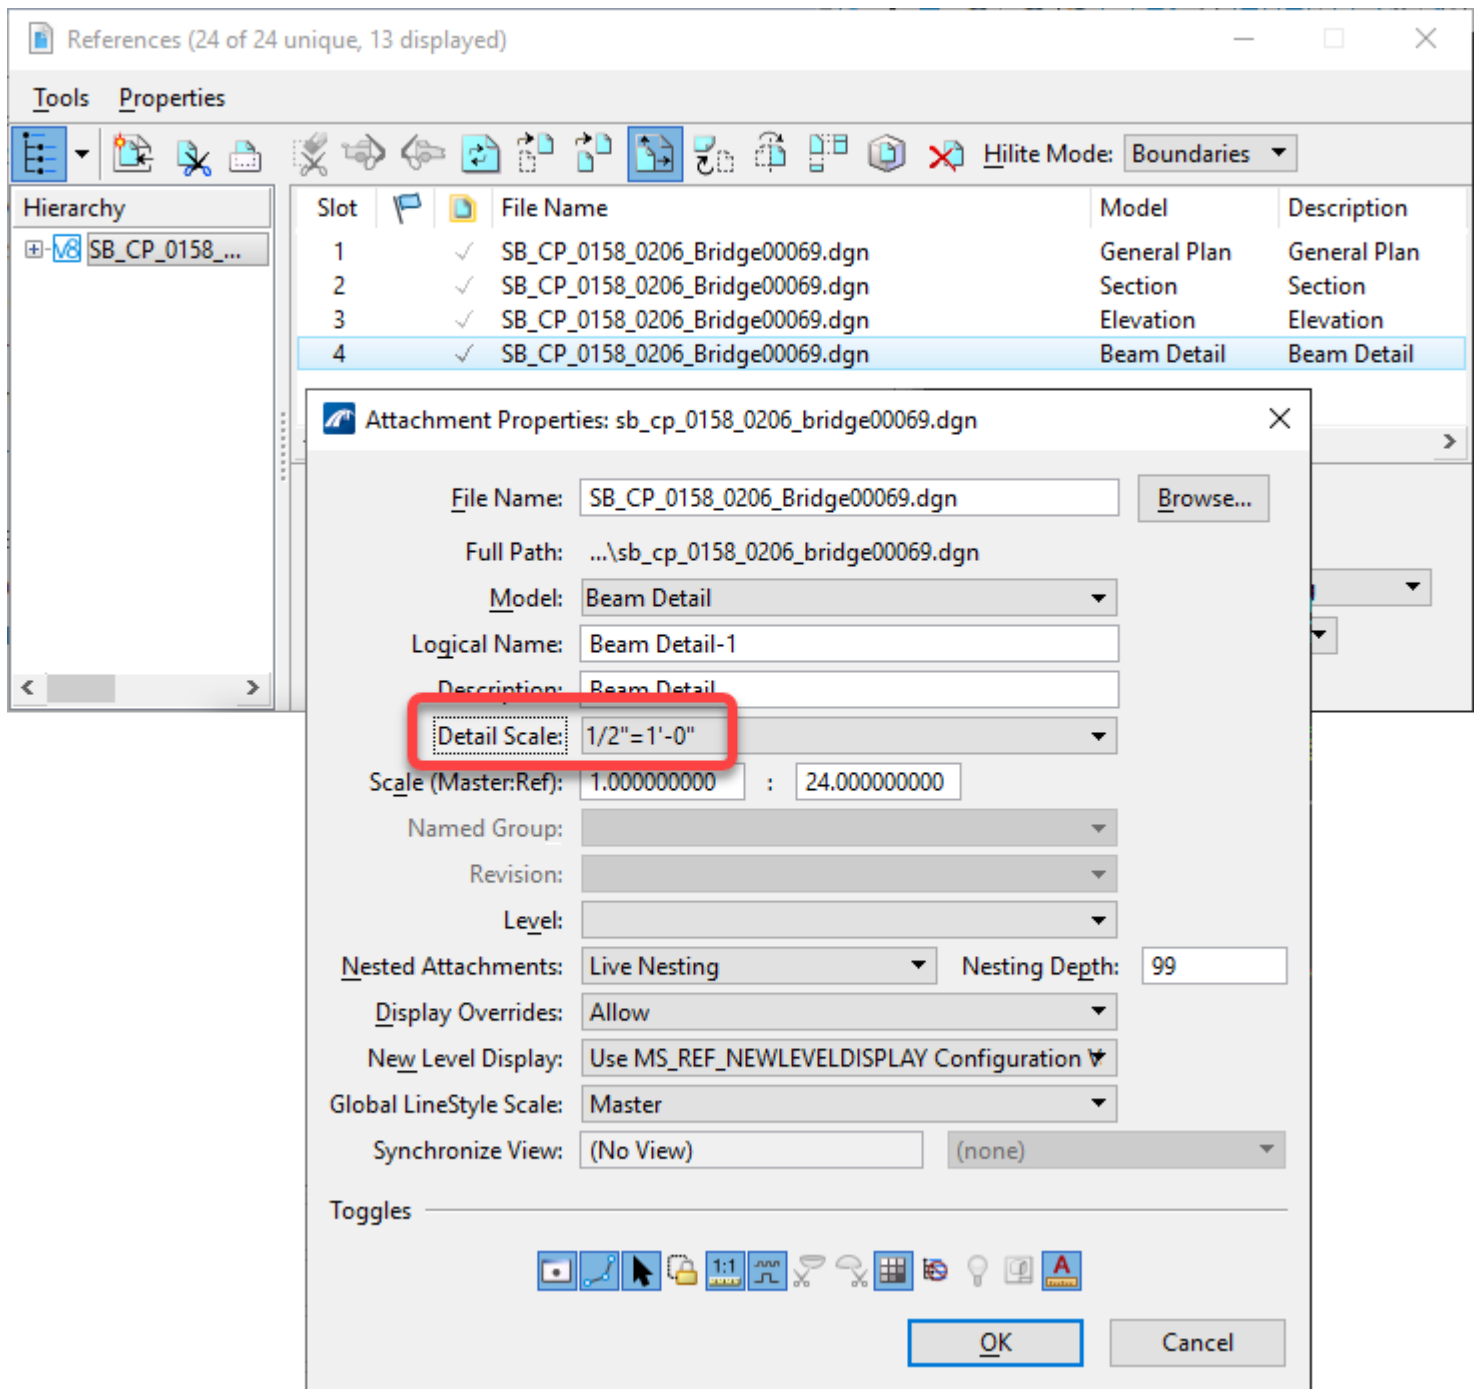 References (24 of 24 unique, 13 displayed)
Tools Properties
Hilite Mode: Boundaries
Hierarchy
V8 SB_CP_0158_...
Slot File Name Model Description
1 SB_CP_0158_0206_Bridge00069.dgn General Plan General Plan
2 SB_CP_0158_0206_Bridge00069.dgn Section Section
3 SB_CP_0158_0206_Bridge00069.dgn Elevation Elevation
4 SB_CP_0158_0206_Bridge00069.dgn Beam Detail Beam Detail
Attachment Properties: sb_cp_0158_0206_bridge00069.dgn
File Name: SB_CP_0158_0206_Bridge00069.dgn Browse...
Full Path: ...\sb_cp_0158_0206_bridge00069.dgn
Model: Beam Detail
Logical Name: Beam Detail-1
Description: Beam Detail
Detail Scale: 1/2"=1'-0"
Scale (Master:Ref): 1.000000000 : 24.000000000
Named Group:
Revision:
Level:
Nested Attachments: Live Nesting Nesting Depth: 99
Display Overrides: Allow
New Level Display: Use MS_REF_NEWLEVELDISPLAY Configuration
Global LineStyle Scale: Master
Synchronize View: (No View) (none)
Toggles
1:1 A
OK Cancel